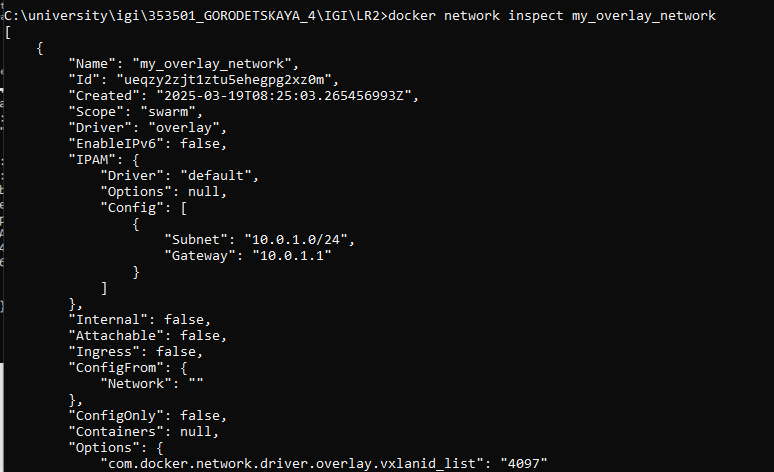 C:\university\igi\353501_GORODETSKAYA_4\IGI\LR2>docker network inspect my_overlay_network
[
    {
        "Name": "my_overlay_network",
        "Id": "ueqzy2zjt1ztu5ehegpg2xz0m",
        "Created": "2025-03-19T08:25:03.265456993Z",
        "Scope": "swarm",
        "Driver": "overlay",
        "EnableIPv6": false,
        "IPAM": {
            "Driver": "default",
            "Options": null,
            "Config": [
                {
                    "Subnet": "10.0.1.0/24",
                    "Gateway": "10.0.1.1"
                }
            ]
        },
        "Internal": false,
        "Attachable": false,
        "Ingress": false,
        "ConfigFrom": {
            "Network": ""
        },
        "ConfigOnly": false,
        "Containers": null,
        "Options": {
            "com.docker.network.driver.overlay.vxlanid_list": "4097"